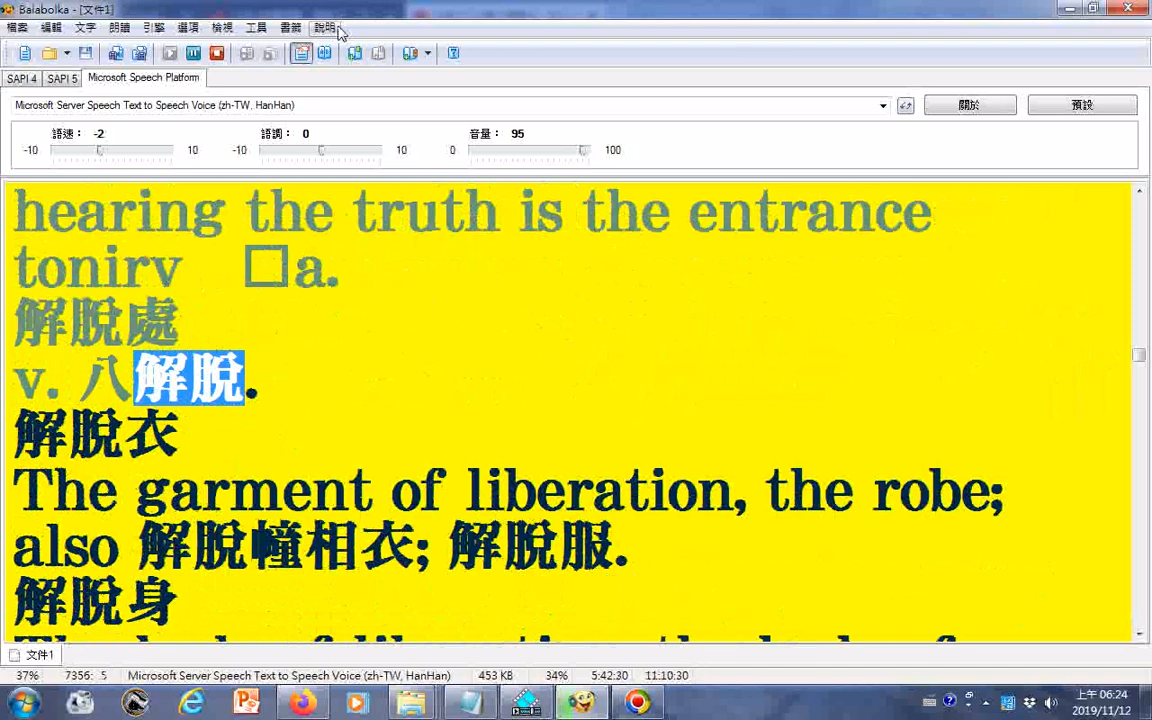 Balabolka - [文件1]
檔案 編輯 文字 朗讀 引擎 選項 檢視 工具 書籤 說明
SAPI 4 SAPI 5 Microsoft Speech Platform
Microsoft Server Speech Text to Speech Voice (zh-TW, HanHan) 關於 預設
語速： -2 語調： 0 音量： 95
-10 10 -10 10 0 100
hearing the truth is the entrance
tonirv □a.
解脫處
v. 八解脫.
解脫衣
The garment of liberation, the robe;
also 解脫幢相衣; 解脫服.
解脫身
文件1
37% 7356: 5 Microsoft Server Speech Text to Speech Voice (zh-TW, HanHan) 453 KB 34% 5:42:30 11:10:30
上午 06:24
2019/11/12